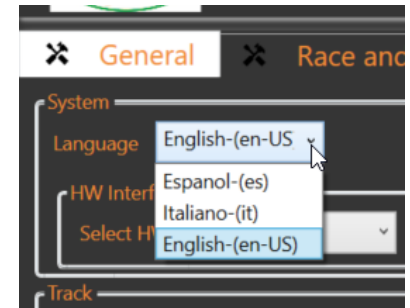 General Race and
System
Language English-(en-US
Espanol-(es)
HW Interf
Italiano-(it)
Select HW
English-(en-US)
Track